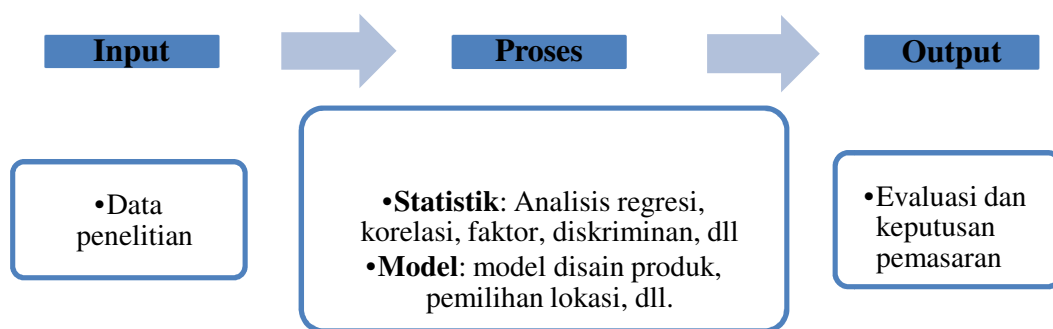 Input
Proses
Output
•Data
penelitian
•Statistik: Analisis regresi,
korelasi, faktor, diskriminan, dll
•Model: model disain produk,
pemilihan lokasi, dll.
•Evaluasi dan
keputusan
pemasaran